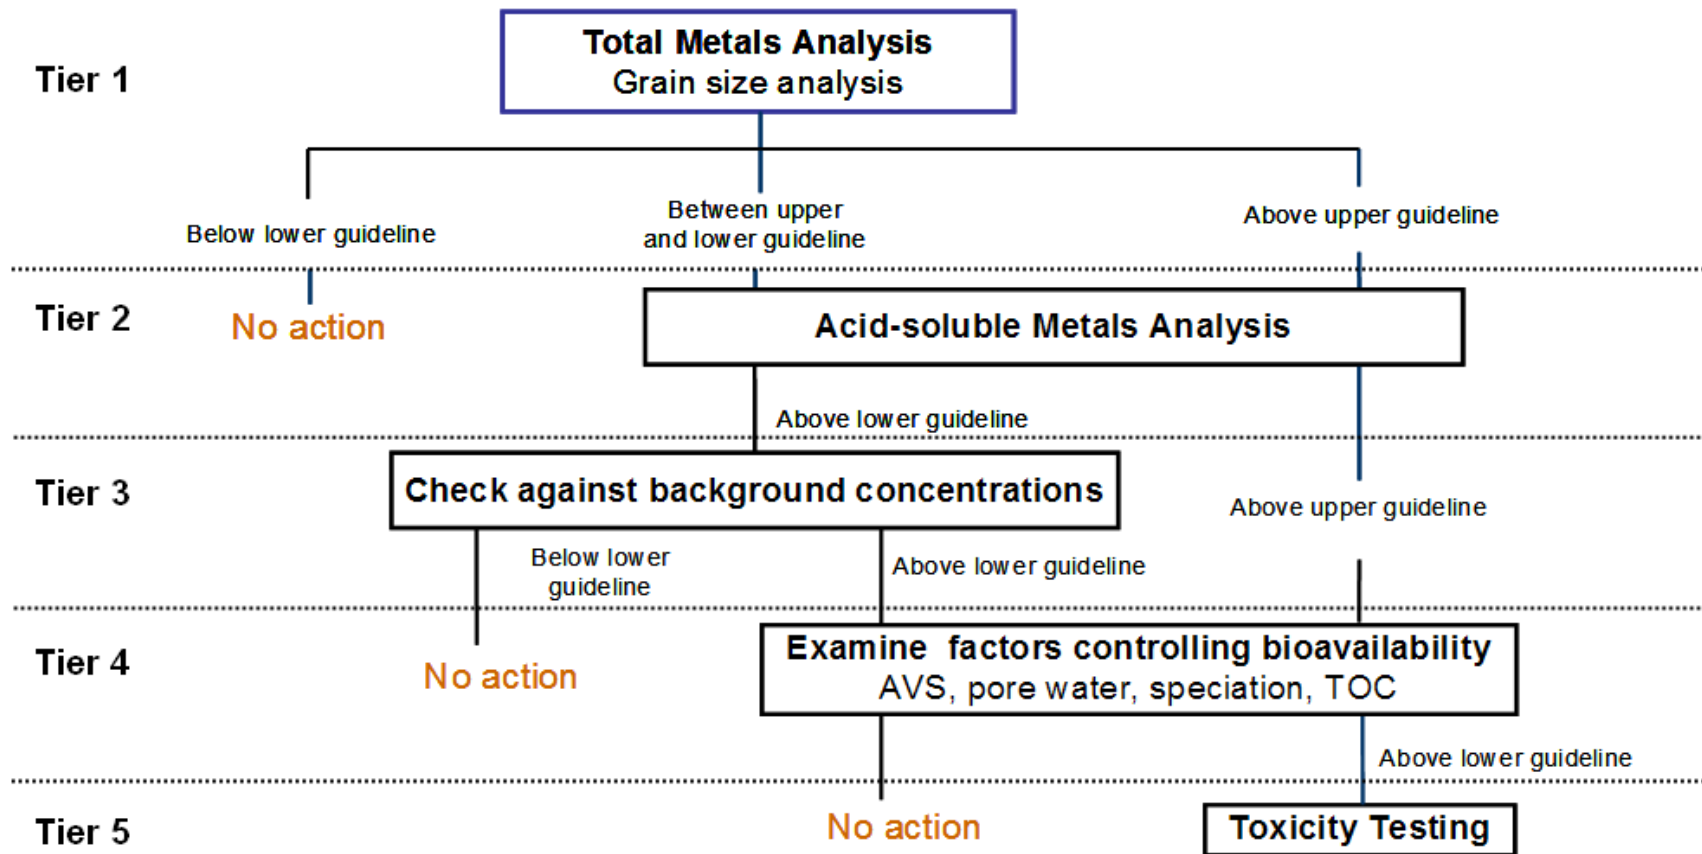 Total Metals Analysis
Grain size analysis
Tier 1
Below lower guideline
Between upper
and lower guideline
Above upper guideline
Tier 2
No action
Acid-soluble Metals Analysis
Above lower guideline
Tier 3
Check against background concentrations
Above upper guideline
Below lower
guideline
Above lower guideline
Tier 4
No action
Examine factors controlling bioavailability
AVS, pore water, speciation, TOC
Above lower guideline
Tier 5
No action
Toxicity Testing